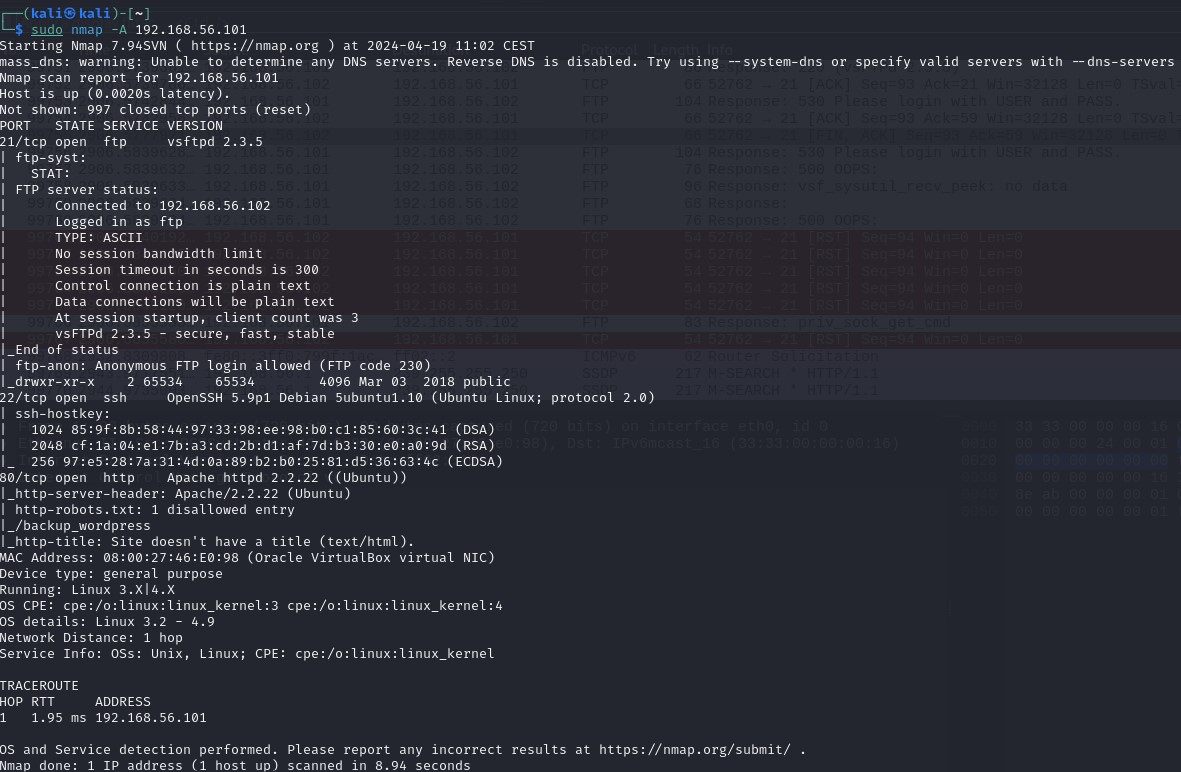 ┌──(kali㉿kali)-[~]
└─$ sudo nmap -A 192.168.56.101
Starting Nmap 7.94SVN ( https://nmap.org ) at 2024-04-19 11:02 CEST
mass_dns: warning: Unable to determine any DNS servers. Reverse DNS is disabled. Try using --system-dns or specify valid servers with --dns-servers
Nmap scan report for 192.168.56.101
Host is up (0.0020s latency).
Not shown: 997 closed tcp ports (reset)
PORT   STATE SERVICE VERSION
21/tcp open  ftp     vsftpd 2.3.5
| ftp-syst:
|   STAT:
| FTP server status:
|      Connected to 192.168.56.102
|      Logged in as ftp
|      TYPE: ASCII
|      No session bandwidth limit
|      Session timeout in seconds is 300
|      Control connection is plain text
|      Data connections will be plain text
|      At session startup, client count was 3
|      vsFTPd 2.3.5 - secure, fast, stable
|_End of status
| ftp-anon: Anonymous FTP login allowed (FTP code 230)
|_drwxr-xr-x    2 65534    65534        4096 Mar 03  2018 public
22/tcp open  ssh     OpenSSH 5.9p1 Debian 5ubuntu1.10 (Ubuntu Linux; protocol 2.0)
| ssh-hostkey:
|   1024 85:9f:8b:58:44:97:33:98:ee:98:b0:c1:85:60:3c:41 (DSA)
|   2048 cf:1a:04:e1:7b:a3:cd:2b:d1:af:7d:b3:30:e0:a0:9d (RSA)
|_  256 97:e5:28:7a:31:4d:0a:89:b2:b0:25:81:d5:36:63:4c (ECDSA)
80/tcp open  http    Apache httpd 2.2.22 ((Ubuntu))
|_http-server-header: Apache/2.2.22 (Ubuntu)
| http-robots.txt: 1 disallowed entry
|_/backup_wordpress
|_http-title: Site doesn't have a title (text/html).
MAC Address: 08:00:27:46:E0:98 (Oracle VirtualBox virtual NIC)
Device type: general purpose
Running: Linux 3.X|4.X
OS CPE: cpe:/o:linux:linux_kernel:3 cpe:/o:linux:linux_kernel:4
OS details: Linux 3.2 - 4.9
Network Distance: 1 hop
Service Info: OSs: Unix, Linux; CPE: cpe:/o:linux:linux_kernel

TRACEROUTE
HOP RTT     ADDRESS
1   1.95 ms 192.168.56.101

OS and Service detection performed. Please report any incorrect results at https://nmap.org/submit/ .
Nmap done: 1 IP address (1 host up) scanned in 8.94 seconds